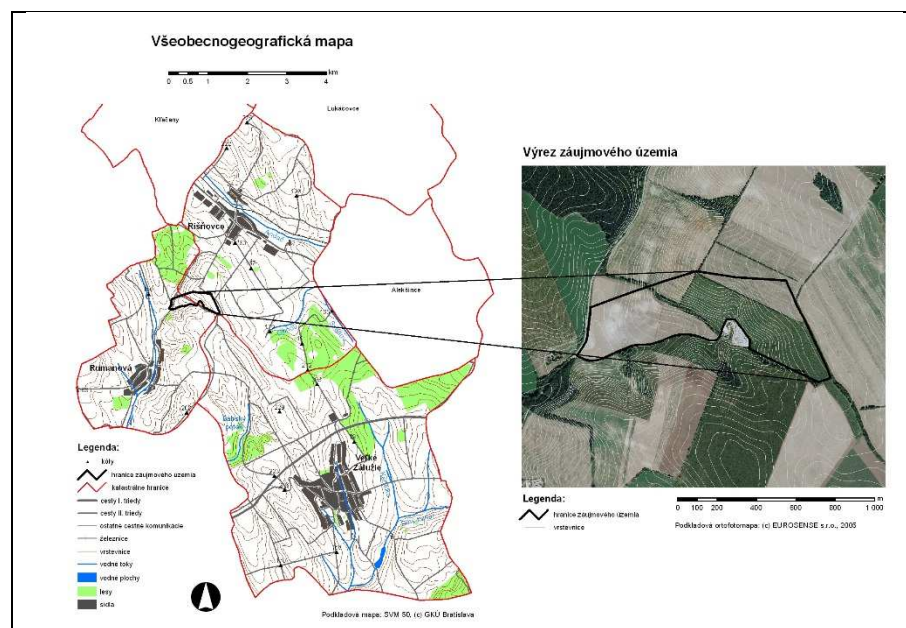 Všeobecnogeografická mapa
km
0 0.5 1 2 3 4
Lukáčovce
Rišňovce
Alekšince
Rumanová
Veľké
Zálužie
Legenda:
kóty
hranice záujmového územia
katastrálne hranice
cesty I. triedy
cesty II. triedy
ostatné cestné komunikácie
železnice
vrstevnice
vodné toky
vodné plochy
lesy
sídla
Podkladová mapa: SVM 50, (c) GKÚ Bratislava
Výrez záujmového územia
Legenda:
hranice záujmového územia
vrstevnice
m
0 100 200 400 600 800 1 000
Podkladová ortofotomapa: (c) EUROSENSE s.r.o., 2005